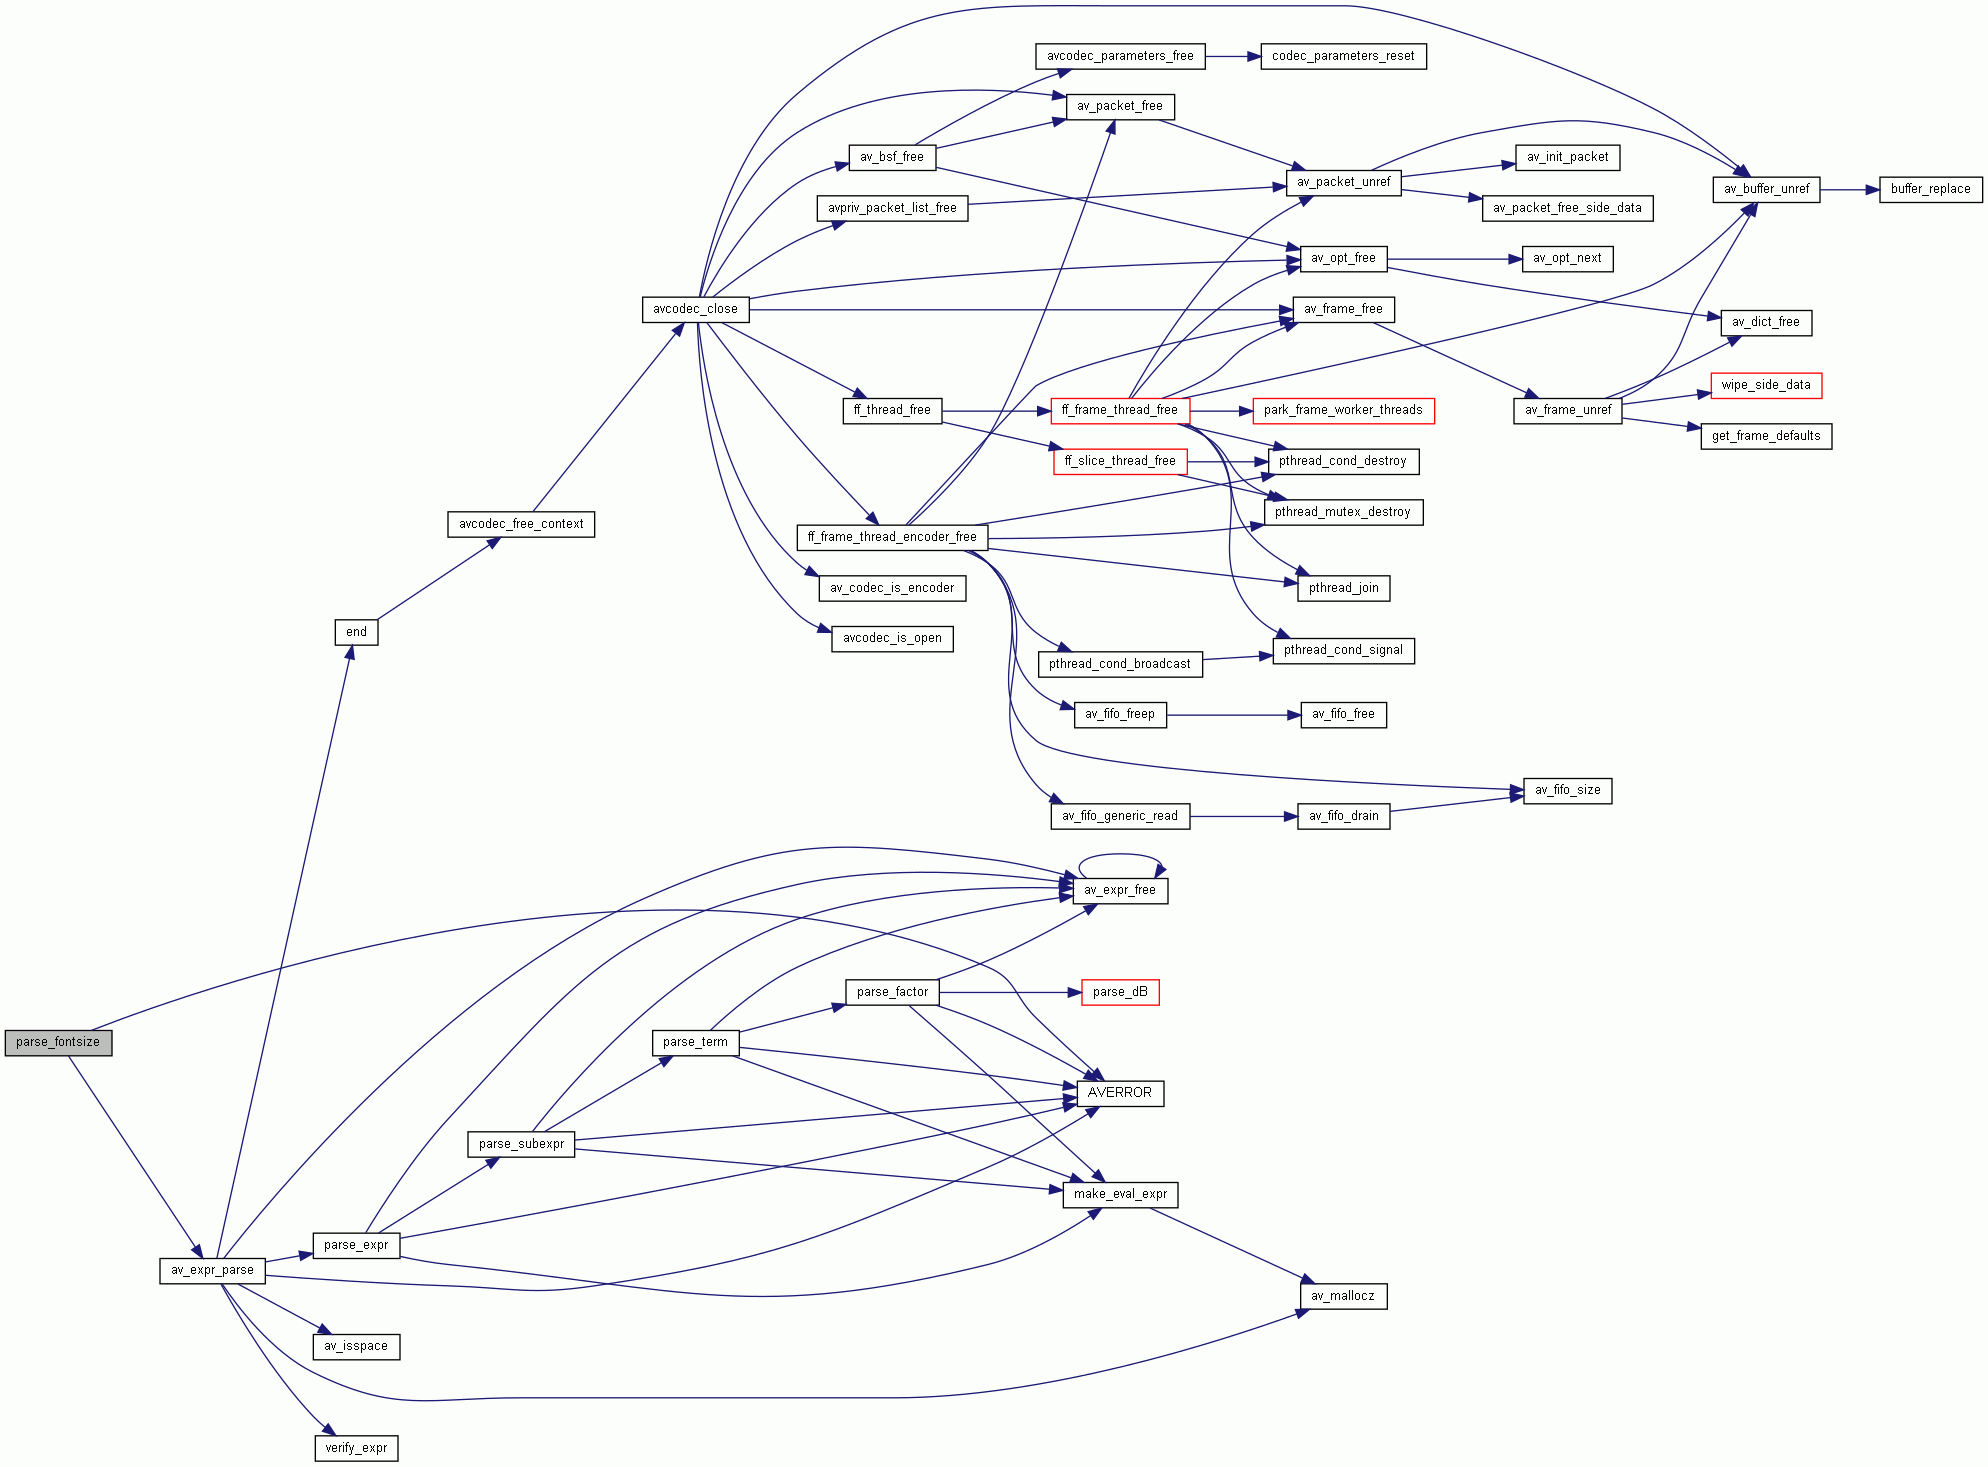 avcodec_parameters_free
codec_parameters_reset
av_packet_free
av_bsf_free
av_init_packet
av_packet_unref
av_buffer_unref
buffer_replace
avpriv_packet_list_free
av_packet_free_side_data
av_opt_free
av_opt_next
avcodec_close
av_frame_free
av_dict_free
wipe_side_data
ff_thread_free
ff_frame_thread_free
park_frame_worker_threads
av_frame_unref
get_frame_defaults
ff_slice_thread_free
pthread_cond_destroy
pthread_mutex_destroy
avcodec_free_context
ff_frame_thread_encoder_free
av_codec_is_encoder
pthread_join
end
avcodec_is_open
pthread_cond_signal
pthread_cond_broadcast
av_fifo_freep
av_fifo_free
av_fifo_size
av_fifo_generic_read
av_fifo_drain
av_expr_free
parse_factor
parse_dB
parse_fontsize
parse_term
AVERROR
parse_subexpr
make_eval_expr
parse_expr
av_expr_parse
av_mallocz
av_isspace
verify_expr